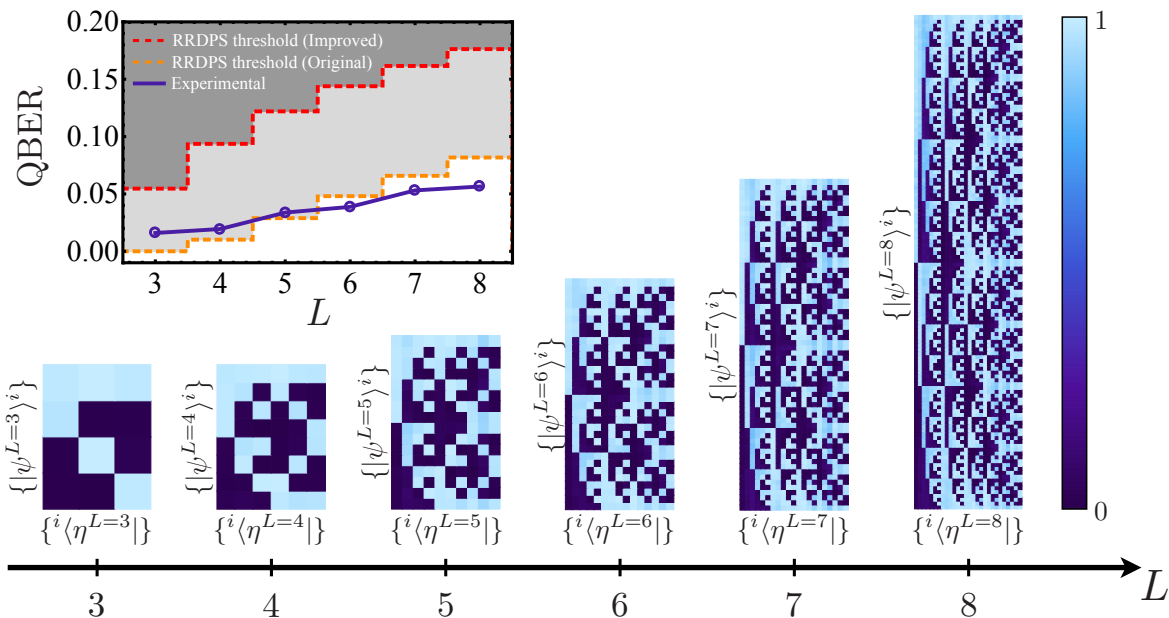 0.20
0.15
0.10
0.05
0.00
QBER
RRDPS threshold (Improved)
RRDPS threshold (Original)
Experimental
3 4 5 6 7 8
L
1
0
{|ψ^{L=3}⟩^i}
{^i⟨η^{L=3}|}
{|ψ^{L=4}⟩^i}
{^i⟨η^{L=4}|}
{|ψ^{L=5}⟩^i}
{^i⟨η^{L=5}|}
{|ψ^{L=6}⟩^i}
{^i⟨η^{L=6}|}
{|ψ^{L=7}⟩^i}
{^i⟨η^{L=7}|}
{|ψ^{L=8}⟩^i}
{^i⟨η^{L=8}|}
3 4 5 6 7 8
L